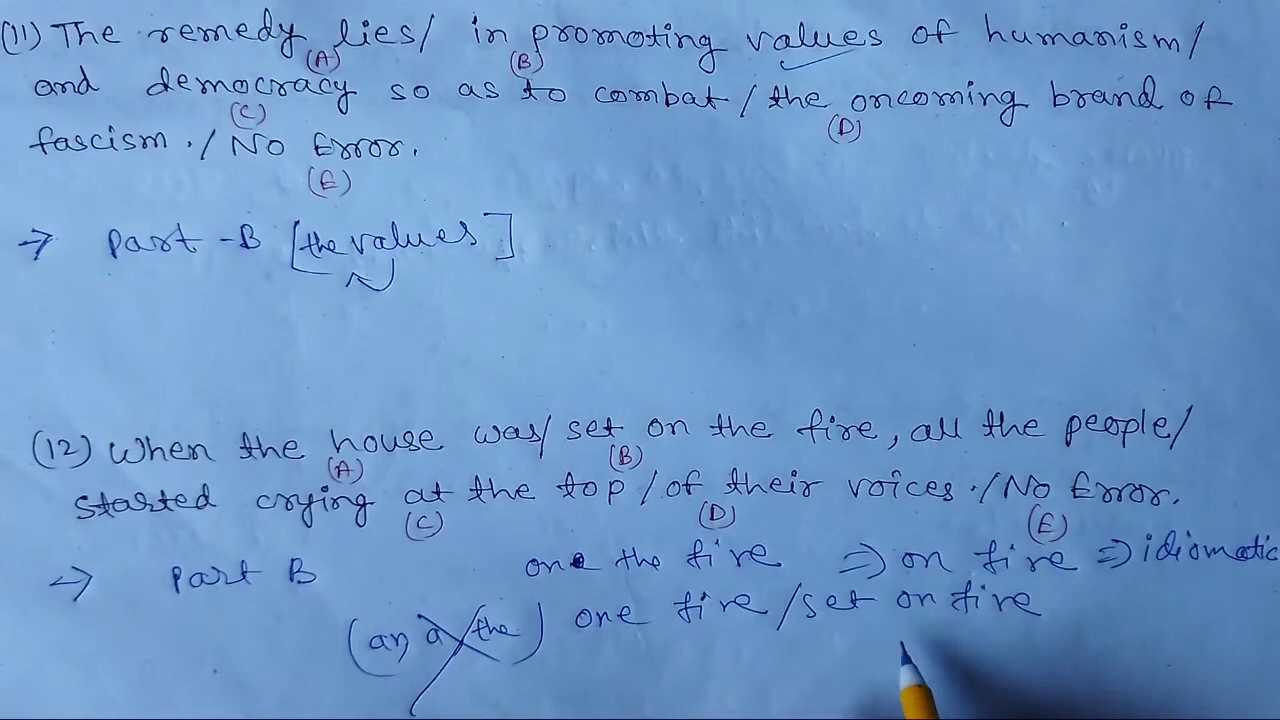 (11) The remedy lies/ in promoting values of humanism/
(A) (B)
and democracy so as to combat / the oncoming brand of
(C) (D)
fascism. / No Error.
(E)
→ Part -B [the values]
(12) When the house was/ set on the fire, all the people/
(A) (B)
started crying at the top / of their voices. / No Error.
(C) (D) (E)
→ Part B one the fire ⇒ on fire ⇒ idiomatic
(an a the) one fire / set on fire